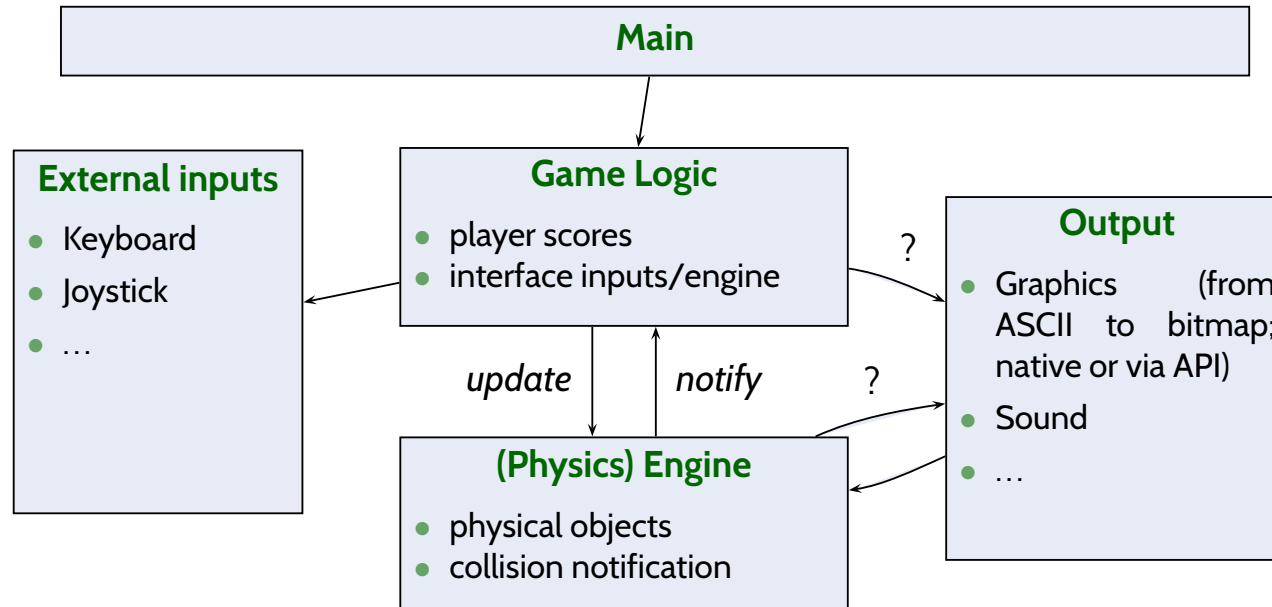 Main
External inputs
Keyboard
Joystick
...
Game Logic
player scores
interface inputs/engine
?
update
notify
?
(Physics) Engine
physical objects
collision notification
Output
Graphics (from
ASCII to bitmap;
native or via API)
Sound
...